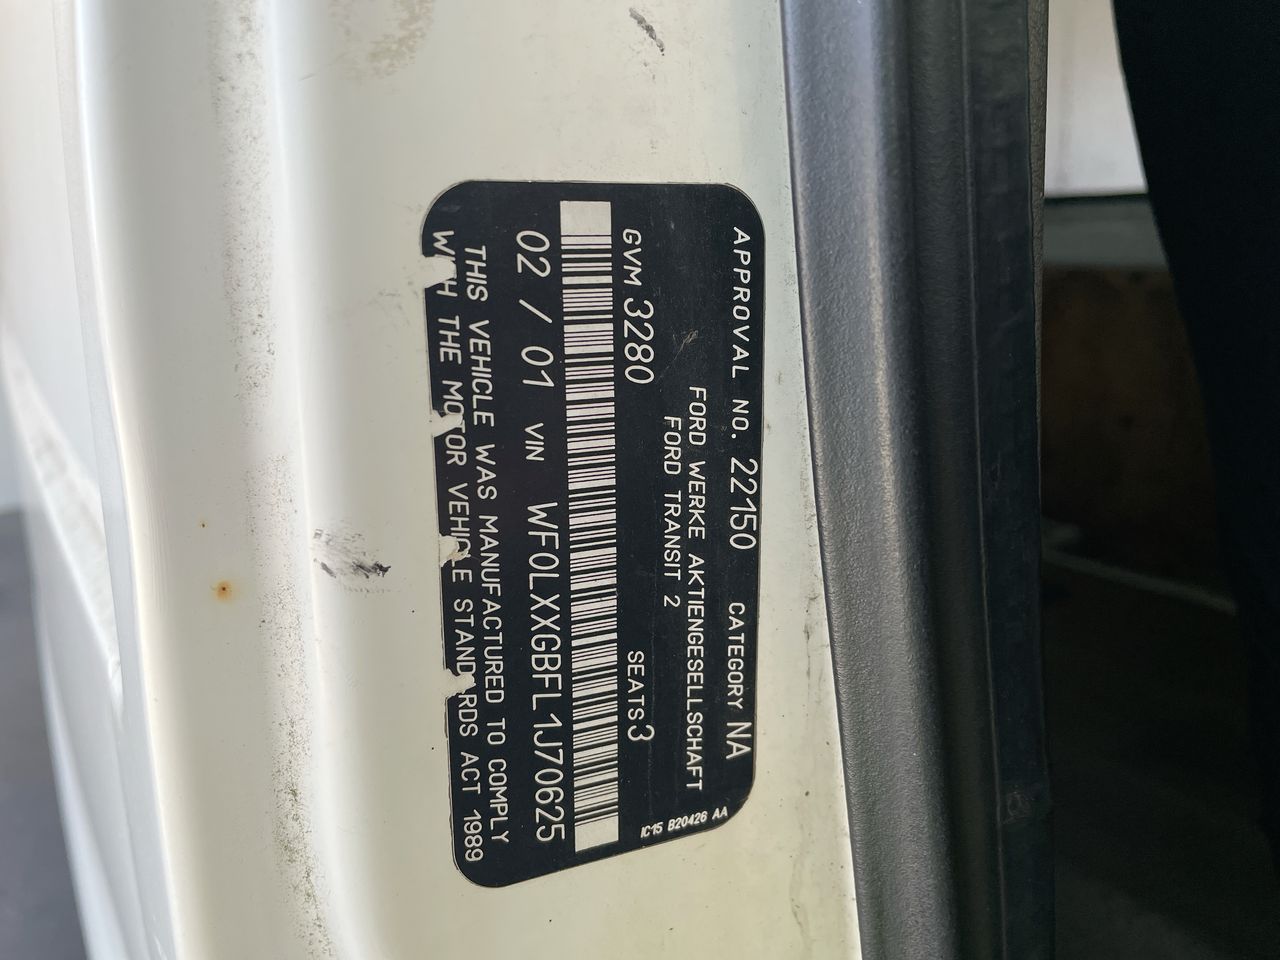 APPROVAL NO. 22150 CATEGORY NA
FORD WERKE AKTIENGESELLSCHAFT
FORD TRANSIT 2
GVM 3280 SEATS 3
IC15 B20426 AA
02 / 01 VIN WF0LXXGBFL1J70625
THIS VEHICLE WAS MANUFACTURED TO COMPLY
WITH THE MOTOR VEHICLE STANDARDS ACT 1989